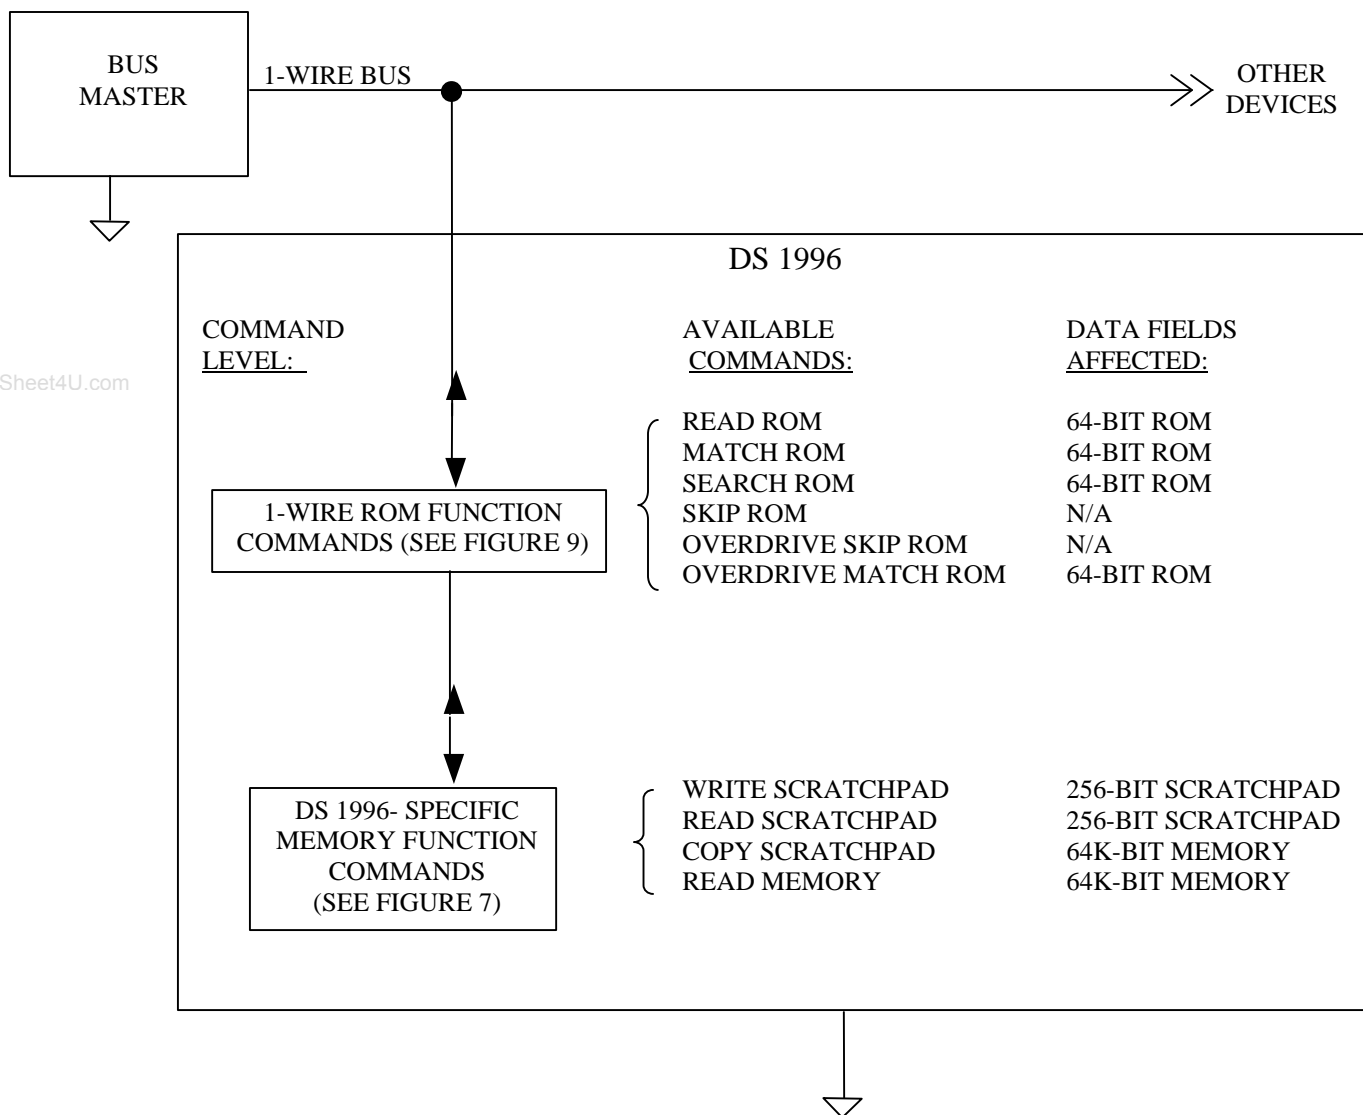 BUS
MASTER
1-WIRE BUS
OTHER
DEVICES
DS 1996
COMMAND
LEVEL:
AVAILABLE
COMMANDS:
DATA FIELDS
AFFECTED:
Sheet4U.com
READ ROM 64-BIT ROM
MATCH ROM 64-BIT ROM
SEARCH ROM 64-BIT ROM
SKIP ROM N/A
OVERDRIVE SKIP ROM N/A
OVERDRIVE MATCH ROM 64-BIT ROM
1-WIRE ROM FUNCTION
COMMANDS (SEE FIGURE 9)
WRITE SCRATCHPAD 256-BIT SCRATCHPAD
READ SCRATCHPAD 256-BIT SCRATCHPAD
COPY SCRATCHPAD 64K-BIT MEMORY
READ MEMORY 64K-BIT MEMORY
DS 1996- SPECIFIC
MEMORY FUNCTION
COMMANDS
(SEE FIGURE 7)